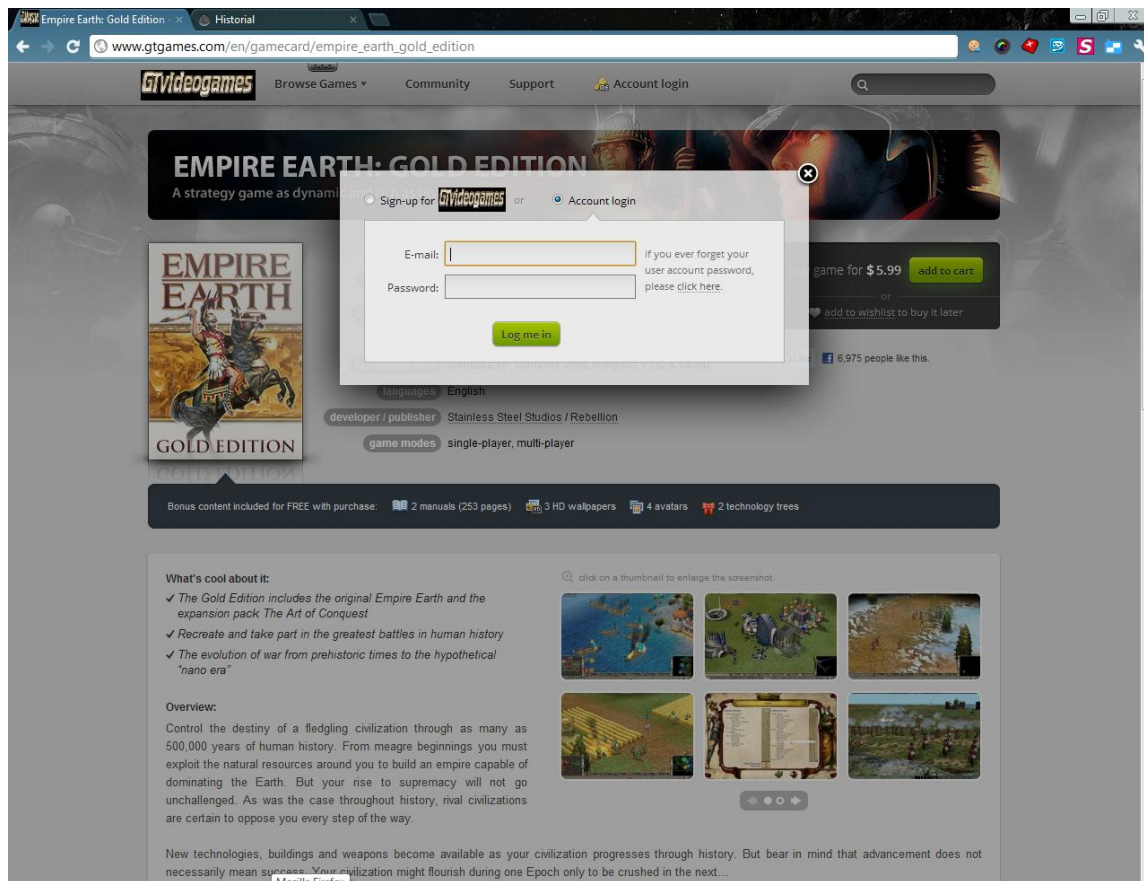 Empire Earth: Gold Edition
Historial
www.gtgames.com/en/gamecard/empire_earth_gold_edition
GTvideogames
Browse Games
Community
Support
Account login
EMPIRE EARTH: GOLD EDITION
A strategy game as dynam
Sign-up for GTvideogames or Account login
E-mail:
if you ever forget your
user account password,
please click here.
Password:
Log me in
EMPIRE
EARTH
GOLD EDITION
game for $5.99 add to cart
or
add to wishlist to buy it later
6,975 people like this.
languages English
developer / publisher Stainless Steel Studios / Rebellion
game modes single-player, multi-player
Bonus content included for FREE with purchase: 2 manuals (253 pages) 3 HD wallpapers 4 avatars 2 technology trees
What's cool about it:
The Gold Edition includes the original Empire Earth and the
expansion pack The Art of Conquest
Recreate and take part in the greatest battles in human history
The evolution of war from prehistoric times to the hypothetical
"nano era"
click on a thumbnail to enlarge the screenshot
Overview:
Control the destiny of a fledgling civilization through as many as
500,000 years of human history. From meagre beginnings you must
exploit the natural resources around you to build an empire capable of
dominating the Earth. But your rise to supremacy will not go
unchallenged. As was the case throughout history, rival civilizations
are certain to oppose you every step of the way.
New technologies, buildings and weapons become available as your civilization progresses through history. But bear in mind that advancement does not
necessarily mean success. Your civilization might flourish during one Epoch only to be crushed in the next...
Mozilla Firefox